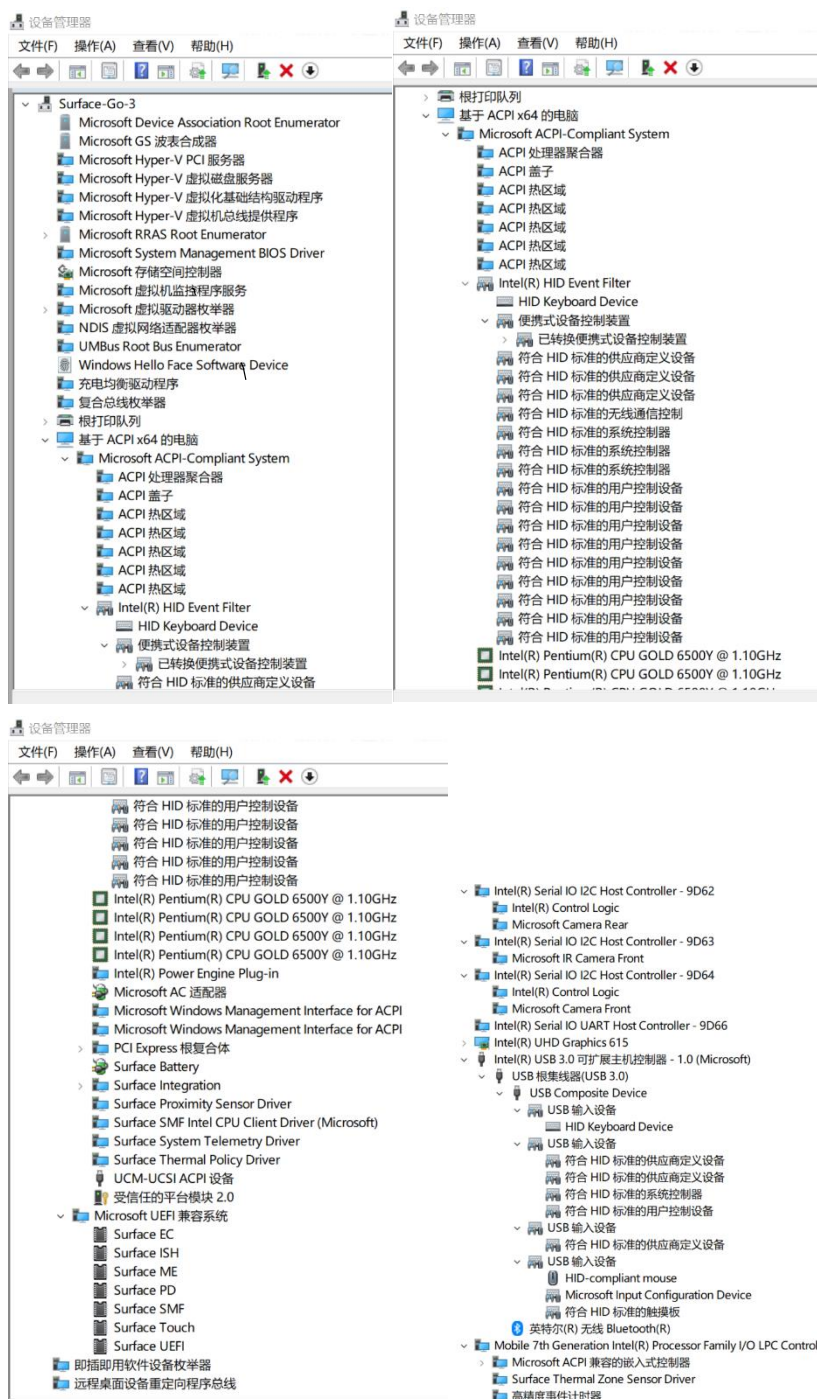 设备管理器
文件(F) 操作(A) 查看(V) 帮助(H)
Surface-Go-3
Microsoft Device Association Root Enumerator
Microsoft GS 波表合成器
Microsoft Hyper-V PCI 服务器
Microsoft Hyper-V 虚拟磁盘服务器
Microsoft Hyper-V 虚拟化基础结构驱动程序
Microsoft Hyper-V 虚拟机总线提供程序
Microsoft RRAS Root Enumerator
Microsoft System Management BIOS Driver
Microsoft 存储空间控制器
Microsoft 虚拟机监控程序服务
Microsoft 虚拟驱动器枚举器
NDIS 虚拟网络适配器枚举器
UMBus Root Bus Enumerator
Windows Hello Face Software Device
充电均衡驱动程序
复合总线枚举器
根打印队列
基于 ACPI x64 的电脑
Microsoft ACPI-Compliant System
ACPI 处理器聚合器
ACPI 盖子
ACPI 热区域
ACPI 热区域
ACPI 热区域
ACPI 热区域
ACPI 热区域
Intel(R) HID Event Filter
HID Keyboard Device
便携式设备控制装置
已转换便携式设备控制装置
符合 HID 标准的供应商定义设备
设备管理器
文件(F) 操作(A) 查看(V) 帮助(H)
根打印队列
基于 ACPI x64 的电脑
Microsoft ACPI-Compliant System
ACPI 处理器聚合器
ACPI 盖子
ACPI 热区域
ACPI 热区域
ACPI 热区域
ACPI 热区域
ACPI 热区域
Intel(R) HID Event Filter
HID Keyboard Device
便携式设备控制装置
已转换便携式设备控制装置
符合 HID 标准的供应商定义设备
符合 HID 标准的供应商定义设备
符合 HID 标准的供应商定义设备
符合 HID 标准的无线通信控制
符合 HID 标准的系统控制器
符合 HID 标准的系统控制器
符合 HID 标准的系统控制器
符合 HID 标准的用户控制设备
符合 HID 标准的用户控制设备
符合 HID 标准的用户控制设备
符合 HID 标准的用户控制设备
符合 HID 标准的用户控制设备
符合 HID 标准的用户控制设备
符合 HID 标准的用户控制设备
符合 HID 标准的用户控制设备
符合 HID 标准的用户控制设备
Intel(R) Pentium(R) CPU GOLD 6500Y @ 1.10GHz
Intel(R) Pentium(R) CPU GOLD 6500Y @ 1.10GHz
设备管理器
文件(F) 操作(A) 查看(V) 帮助(H)
符合 HID 标准的用户控制设备
符合 HID 标准的用户控制设备
符合 HID 标准的用户控制设备
符合 HID 标准的用户控制设备
符合 HID 标准的用户控制设备
Intel(R) Pentium(R) CPU GOLD 6500Y @ 1.10GHz
Intel(R) Pentium(R) CPU GOLD 6500Y @ 1.10GHz
Intel(R) Pentium(R) CPU GOLD 6500Y @ 1.10GHz
Intel(R) Pentium(R) CPU GOLD 6500Y @ 1.10GHz
Intel(R) Power Engine Plug-in
Microsoft AC 适配器
Microsoft Windows Management Interface for ACPI
Microsoft Windows Management Interface for ACPI
PCI Express 根复合体
Surface Battery
Surface Integration
Surface Proximity Sensor Driver
Surface SMF Intel CPU Client Driver (Microsoft)
Surface System Telemetry Driver
Surface Thermal Policy Driver
UCM-UCSI ACPI 设备
受信任的平台模块 2.0
Microsoft UEFI 兼容系统
Surface EC
Surface ISH
Surface ME
Surface PD
Surface SMF
Surface Touch
Surface UEFI
即插即用软件设备枚举器
远程桌面设备重定向程序总线
Intel(R) Serial IO I2C Host Controller - 9D62
Intel(R) Control Logic
Microsoft Camera Rear
Intel(R) Serial IO I2C Host Controller - 9D63
Microsoft IR Camera Front
Intel(R) Serial IO I2C Host Controller - 9D64
Intel(R) Control Logic
Microsoft Camera Front
Intel(R) Serial IO UART Host Controller - 9D66
Intel(R) UHD Graphics 615
Intel(R) USB 3.0 可扩展主机控制器 - 1.0 (Microsoft)
USB 根集线器(USB 3.0)
USB Composite Device
USB 输入设备
HID Keyboard Device
USB 输入设备
符合 HID 标准的供应商定义设备
符合 HID 标准的供应商定义设备
符合 HID 标准的系统控制器
符合 HID 标准的用户控制设备
USB 输入设备
符合 HID 标准的供应商定义设备
USB 输入设备
HID-compliant mouse
Microsoft Input Configuration Device
符合 HID 标准的触摸板
英特尔(R) 无线 Bluetooth(R)
Mobile 7th Generation Intel(R) Processor Family I/O LPC Control
Microsoft ACPI 兼容的嵌入式控制器
Surface Thermal Zone Sensor Driver
高精度事件计时器